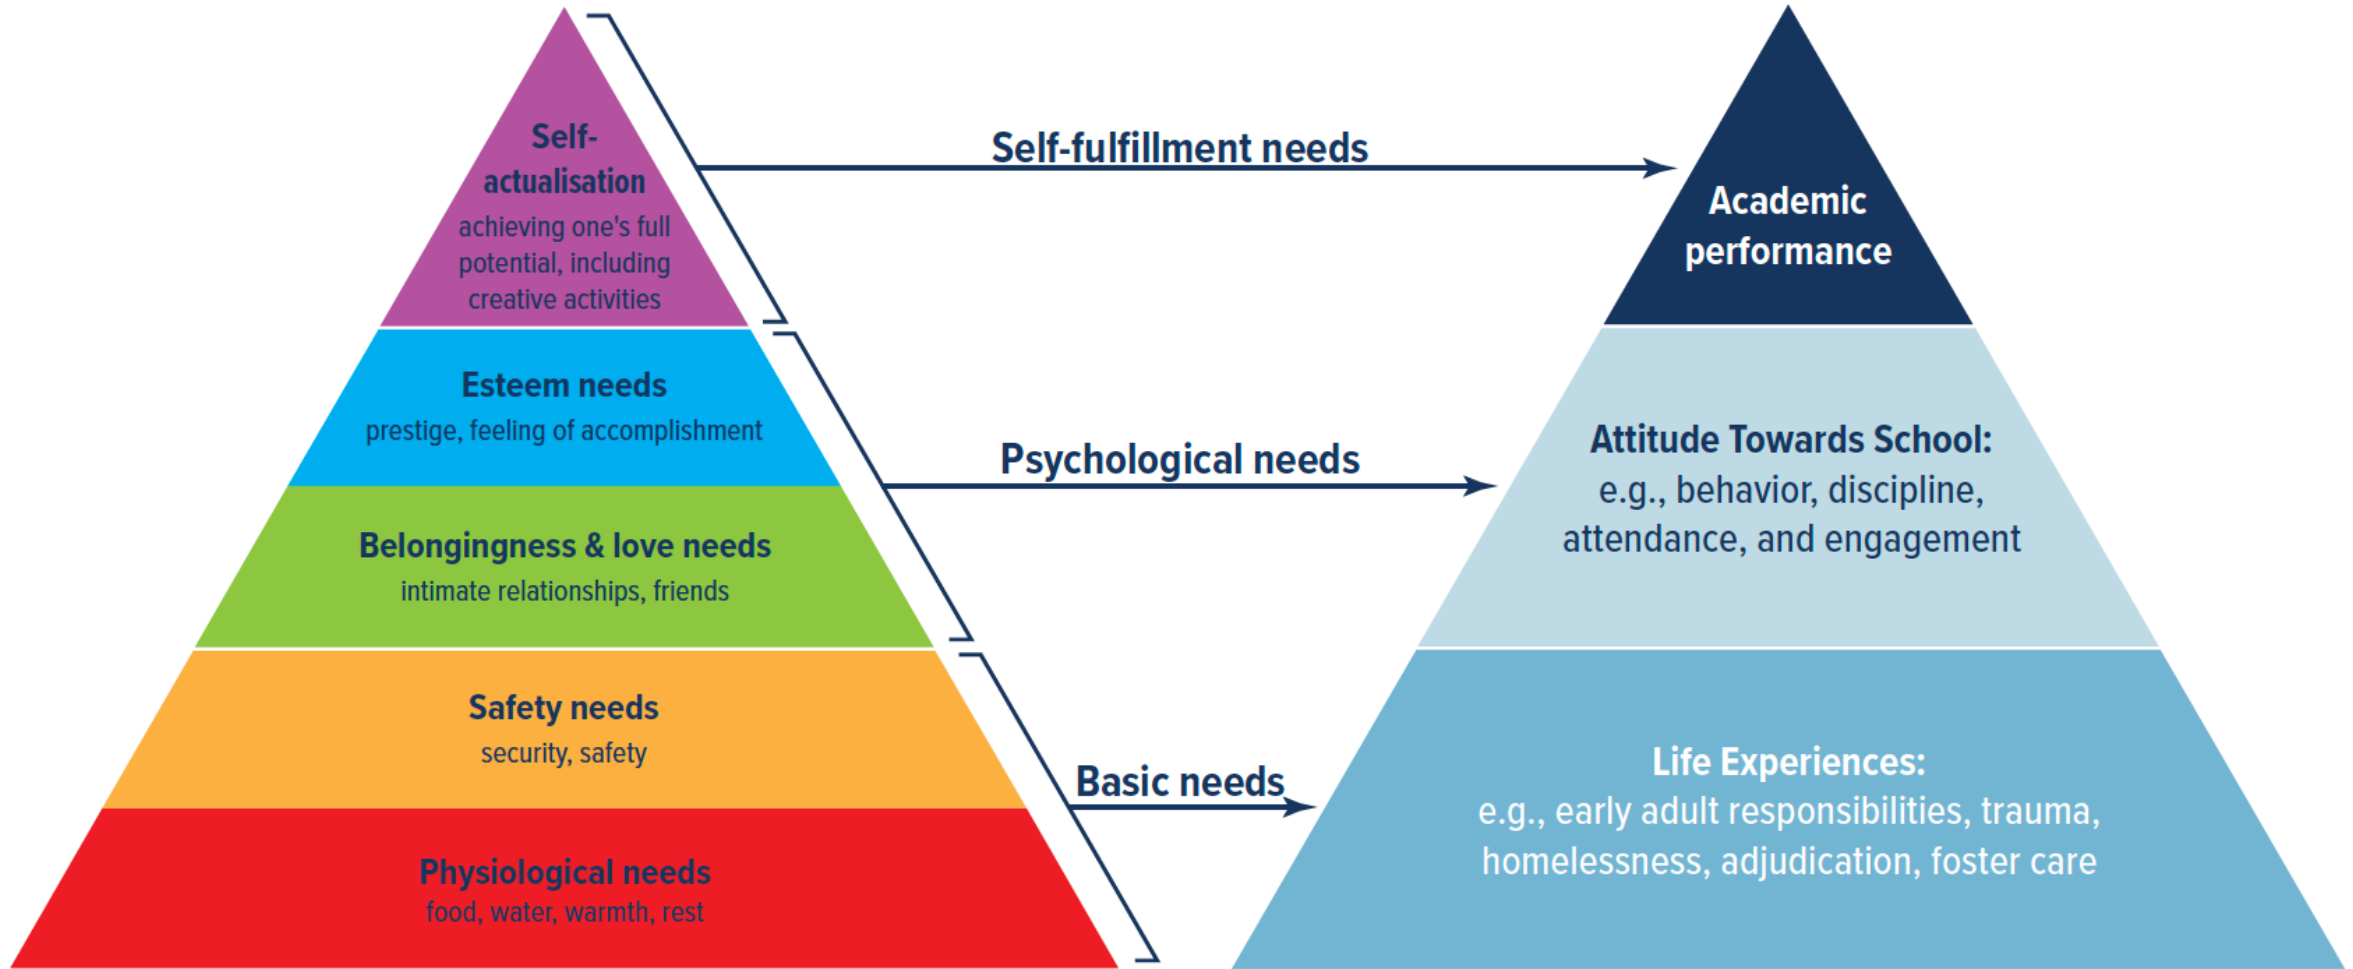 Self-
actualisation
achieving one's full
potential, including
creative activities
Esteem needs
prestige, feeling of accomplishment
Belongingness & love needs
intimate relationships, friends
Safety needs
security, safety
Physiological needs
food, water, warmth, rest
Self-fulfillment needs
Psychological needs
Basic needs
Academic
performance
Attitude Towards School:
e.g., behavior, discipline,
attendance, and engagement
Life Experiences:
e.g., early adult responsibilities, trauma,
homelessness, adjudication, foster care